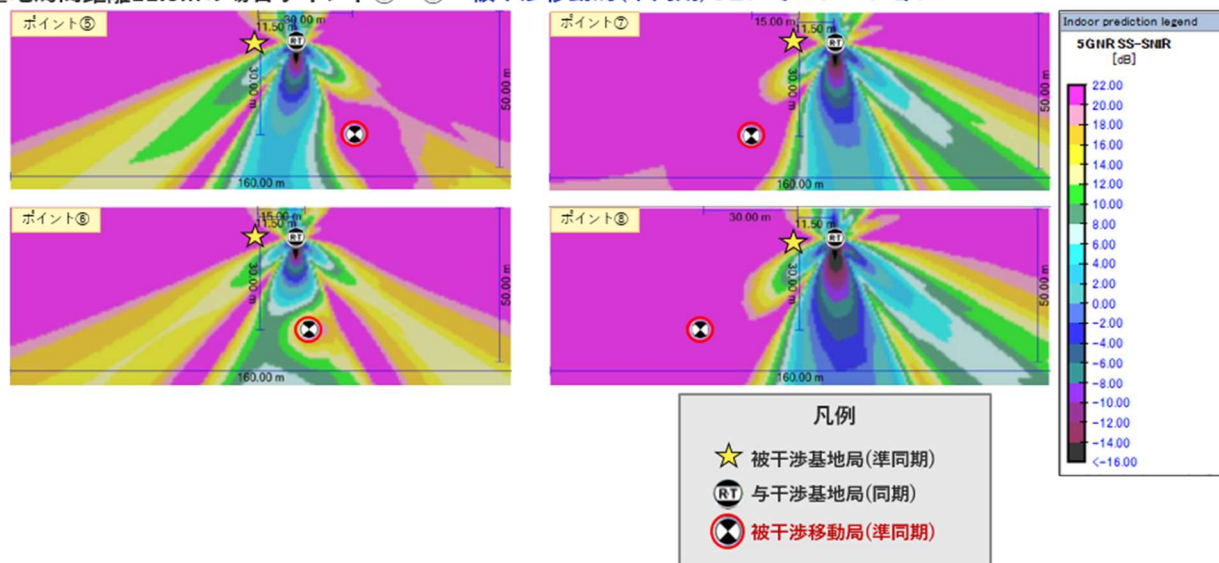 ポイント⑤
30.00 m
11.50 m
R·T
30.00 m
50.00 m
160.00 m
ポイント⑦
15.00 m
11.50 m
R·T
30.00 m
50.00 m
160.00 m
ポイント⑥
15.00 m
11.50 m
R·T
30.00 m
50.00 m
160.00 m
ポイント⑧
30.00 m
11.50 m
R·T
30.00 m
50.00 m
160.00 m
Indoor prediction legend
5GNR SS-SNIR
[dB]
22.00
20.00
18.00
16.00
14.00
12.00
10.00
8.00
6.00
4.00
2.00
0.00
-2.00
-4.00
-6.00
-8.00
-10.00
-12.00
-14.00
<-16.00
凡例
被干渉基地局(準同期)
R·T 与干渉基地局(同期)
被干渉移動局(準同期)